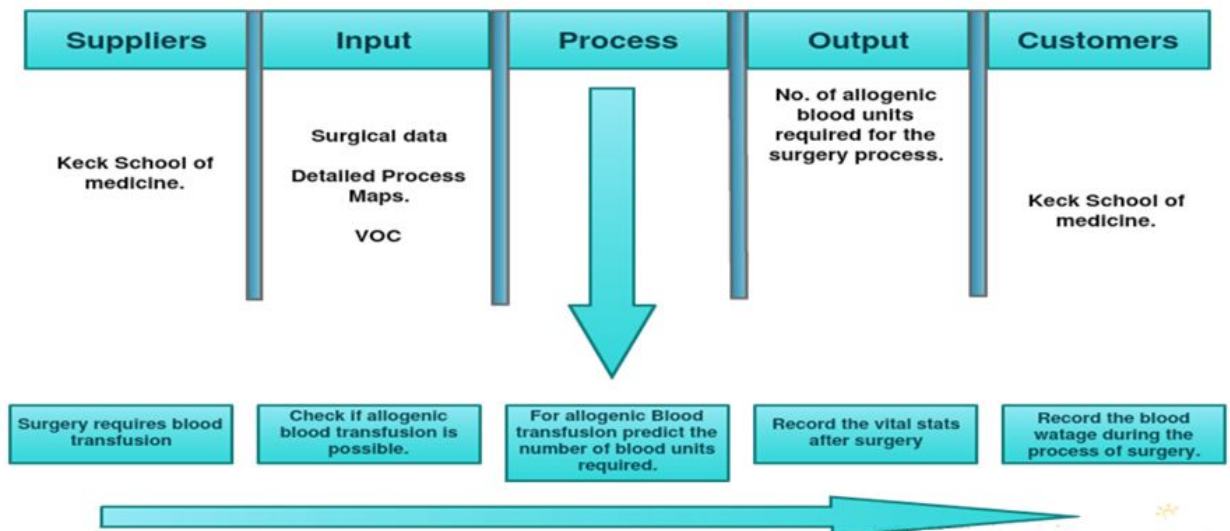 Suppliers
Input
Process
Output
Customers
Keck School of
medicine.
Surgical data
Detailed Process
Maps.
VOC
No. of allogenic
blood units
required for the
surgery process.
Keck School of
medicine.
Surgery requires blood
transfusion
Check if allogenic
blood transfusion is
possible.
For allogenic Blood
transfusion predict the
number of blood units
required.
Record the vital stats
after surgery
Record the blood
watage during the
process of surgery.